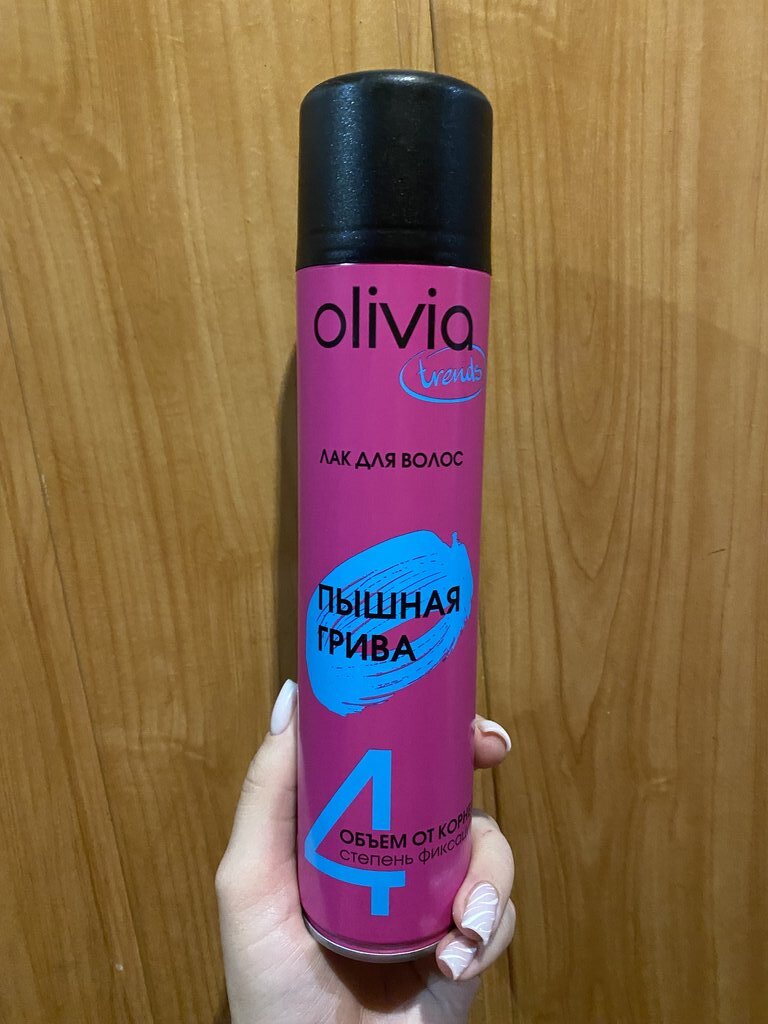 olivia
trends
ЛАК ДЛЯ ВОЛОС
ПЫШНАЯ
ГРИВА
4
ОБЪЕМ ОТ
степень